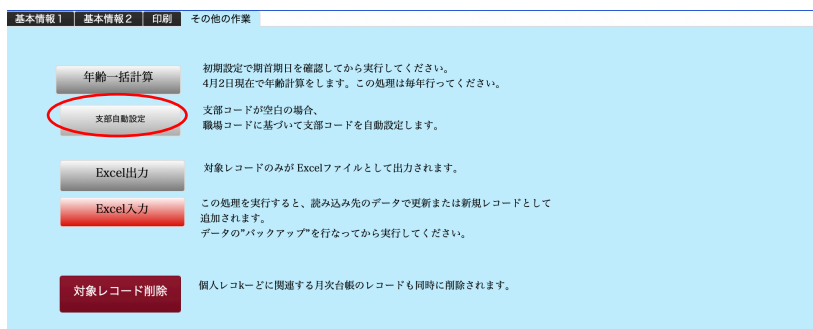 基本情報1 基本情報2 印刷 その他の作業
年齢一括計算
初期設定で期首期日を確認してから実行してください。
4月2日現在で年齢計算をします。この処理は毎年行ってください。
支部自動設定
支部コードが空白の場合、
職場コードに基づいて支部コードを自動設定します。
Excel出力
対象レコードのみが Excelファイルとして出力されます。
Excel入力
この処理を実行すると、読み込み先のデータで更新または新規レコードとして
追加されます。
データの"バックアップ"を行なってから実行してください。
対象レコード削除
個人レコkーどに関連する月次台帳のレコードも同時に削除されます。